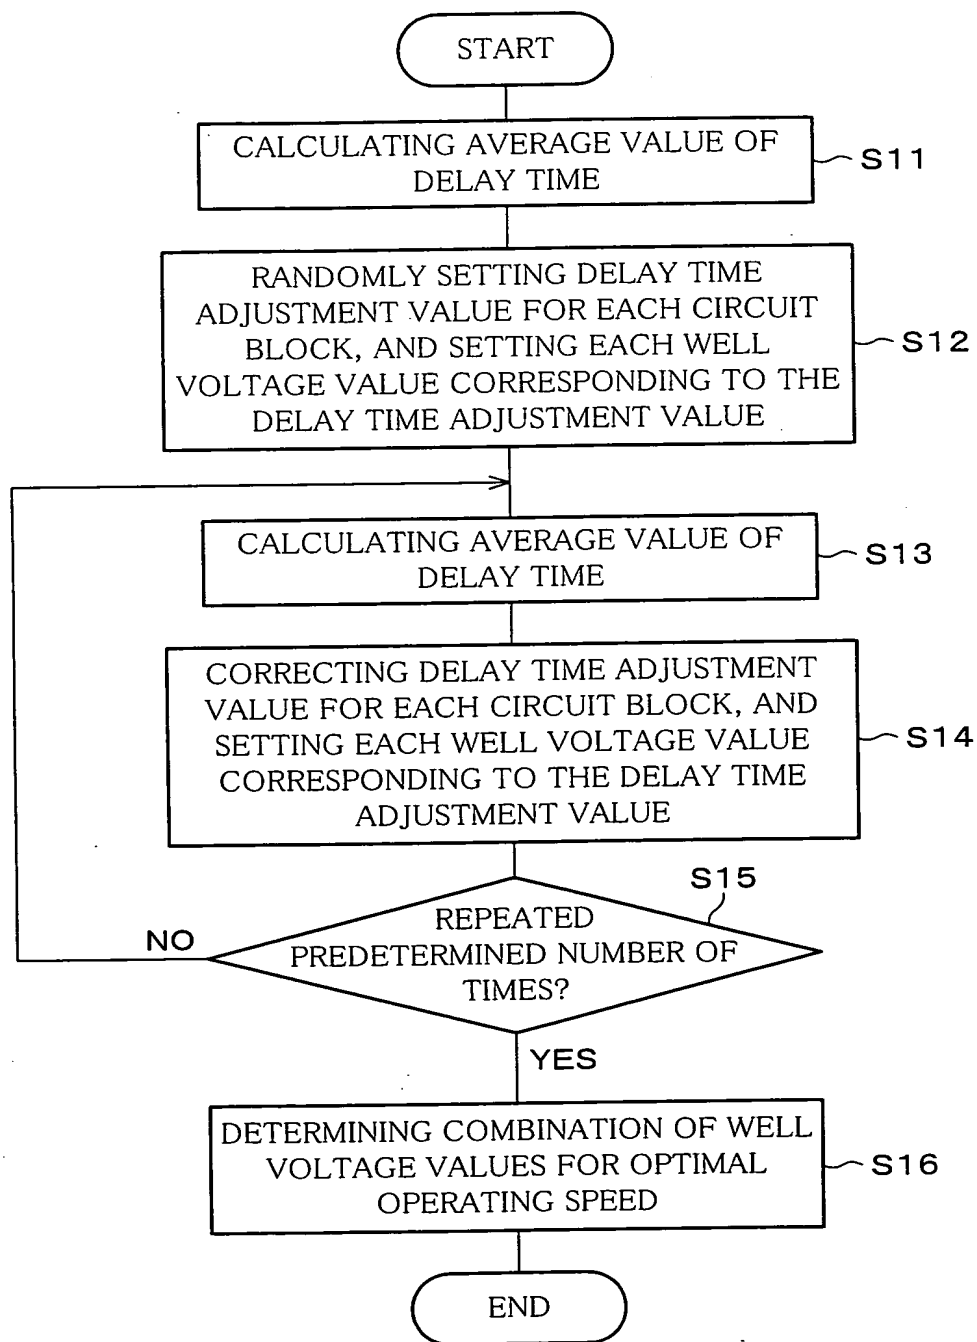 START
CALCULATING AVERAGE VALUE OF
DELAY TIME
S11
RANDOMLY SETTING DELAY TIME
ADJUSTMENT VALUE FOR EACH CIRCUIT
BLOCK, AND SETTING EACH WELL
VOLTAGE VALUE CORRESPONDING TO THE
DELAY TIME ADJUSTMENT VALUE
S12
CALCULATING AVERAGE VALUE OF
DELAY TIME
S13
CORRECTING DELAY TIME ADJUSTMENT
VALUE FOR EACH CIRCUIT BLOCK, AND
SETTING EACH WELL VOLTAGE VALUE
CORRESPONDING TO THE DELAY TIME
ADJUSTMENT VALUE
S14
S15
REPEATED
PREDETERMINED NUMBER OF
TIMES?
NO
YES
DETERMINING COMBINATION OF WELL
VOLTAGE VALUES FOR OPTIMAL
OPERATING SPEED
S16
END